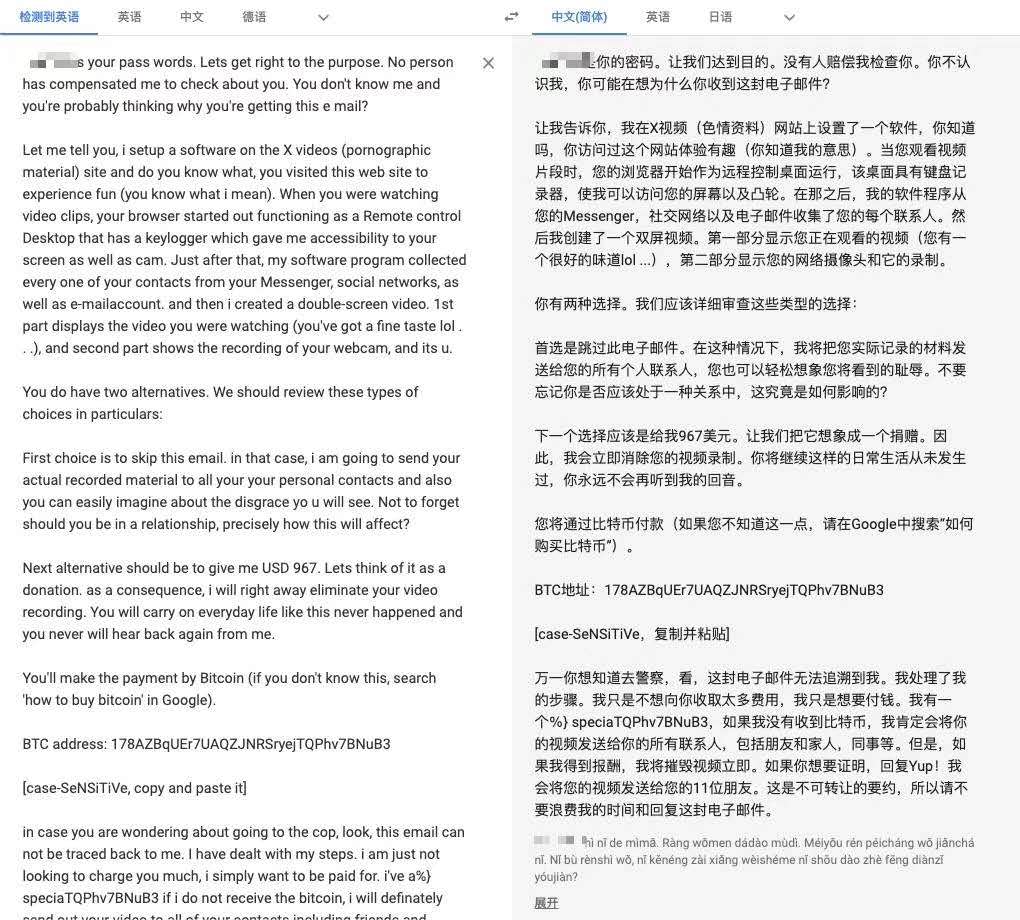 检测到英语 英语 中文 德语
中文(简体) 英语 日语
s your pass words. Lets get right to the purpose. No person
has compensated me to check about you. You don't know me and
you're probably thinking why you're getting this e mail?
Let me tell you, i setup a software on the X videos (pornographic
material) site and do you know what, you visited this web site to
experience fun (you know what i mean). When you were watching
video clips, your browser started out functioning as a Remote control
Desktop that has a keylogger which gave me accessibility to your
screen as well as cam. Just after that, my software program collected
every one of your contacts from your Messenger, social networks, as
well as e-mailaccount. and then i created a double-screen video. 1st
part displays the video you were watching (you've got a fine taste lol .
. .), and second part shows the recording of your webcam, and its u.
You do have two alternatives. We should review these types of
choices in particulars:
First choice is to skip this email. in that case, i am going to send your
actual recorded material to all your your personal contacts and also
you can easily imagine about the disgrace yo u will see. Not to forget
should you be in a relationship, precisely how this will affect?
Next alternative should be to give me USD 967. Lets think of it as a
donation. as a consequence, i will right away eliminate your video
recording. You will carry on everyday life like this never happened and
you never will hear back again from me.
You'll make the payment by Bitcoin (if you don't know this, search
'how to buy bitcoin' in Google).
BTC address: 178AZBqUEr7UAQZJNRSryejTQPhv7BNuB3
[case-SeNSiTiVe, copy and paste it]
in case you are wondering about going to the cop, look, this email can
not be traced back to me. I have dealt with my steps. i am just not
looking to charge you much, i simply want to be paid for. i've a%}
speciaTQPhv7BNuB3 if i do not receive the bitcoin, i will definately
send out your video to all of your contacts including friends and
是你的密码。让我们达到目的。没有人赔偿我检查你。你不认
识我，你可能在想为什么你收到这封电子邮件?
让我告诉你，我在X视频（色情资料）网站上设置了一个软件，你知道
吗，你访问过这个网站体验有趣（你知道我的意思）。当您观看视频
片段时，您的浏览器开始作为远程控制桌面运行，该桌面具有键盘记
录器，使我可以访问您的屏幕以及凸轮。在那之后，我的软件程序从
您的Messenger，社交网络以及电子邮件收集了您的每个联系人。然
后我创建了一个双屏视频。第一部分显示您正在观看的视频（您有一
个很好的味道lol ...），第二部分显示您的网络摄像头和它的录制。
你有两种选择。我们应该详细审查这些类型的选择：
首选是跳过此电子邮件。在这种情况下，我将把您实际记录的材料发
送给您的所有个人联系人，您也可以轻松想象您将看到的耻辱。不要
忘记你是否应该处于一种关系中，这究竟是如何影响的?
下一个选择应该是给我967美元。让我们把它想象成一个捐赠。因
此，我会立即消除您的视频录制。你将继续这样的日常生活从未发生
过，你永远不会再听到我的回音。
您将通过比特币付款（如果您不知道这一点，请在Google中搜索“如何
购买比特币”）。
BTC地址：178AZBqUEr7UAQZJNRSryejTQPhv7BNuB3
[case-SeNSiTiVe，复制并粘贴]
万一你想知道去警察，看，这封电子邮件无法追溯到我。我处理了我
的步骤。我只是不想向你收取太多费用，我只是想要付钱。我有一
个%} speciaTQPhv7BNuB3，如果我没有收到比特币，我肯定会将你
的视频发送给你的所有联系人，包括朋友和家人，同事等。但是，如
果我得到报酬，我将摧毁视频立即。如果你想要证明，回复Yup！我
会将您的视频发送给您的11位朋友。这是不可转让的要约，所以请不
要浪费我的时间和回复这封电子邮件。
nǐ de mìmǎ. Ràng wǒmen dádào mùdì. Méiyǒu rén péicháng wǒ jiǎnchá
nǐ. Nǐ bù rènshì wǒ, nǐ kěnéng zài xiǎng wèishéme nǐ shōu dào zhè fēng diànzǐ
yóujiàn?
展开